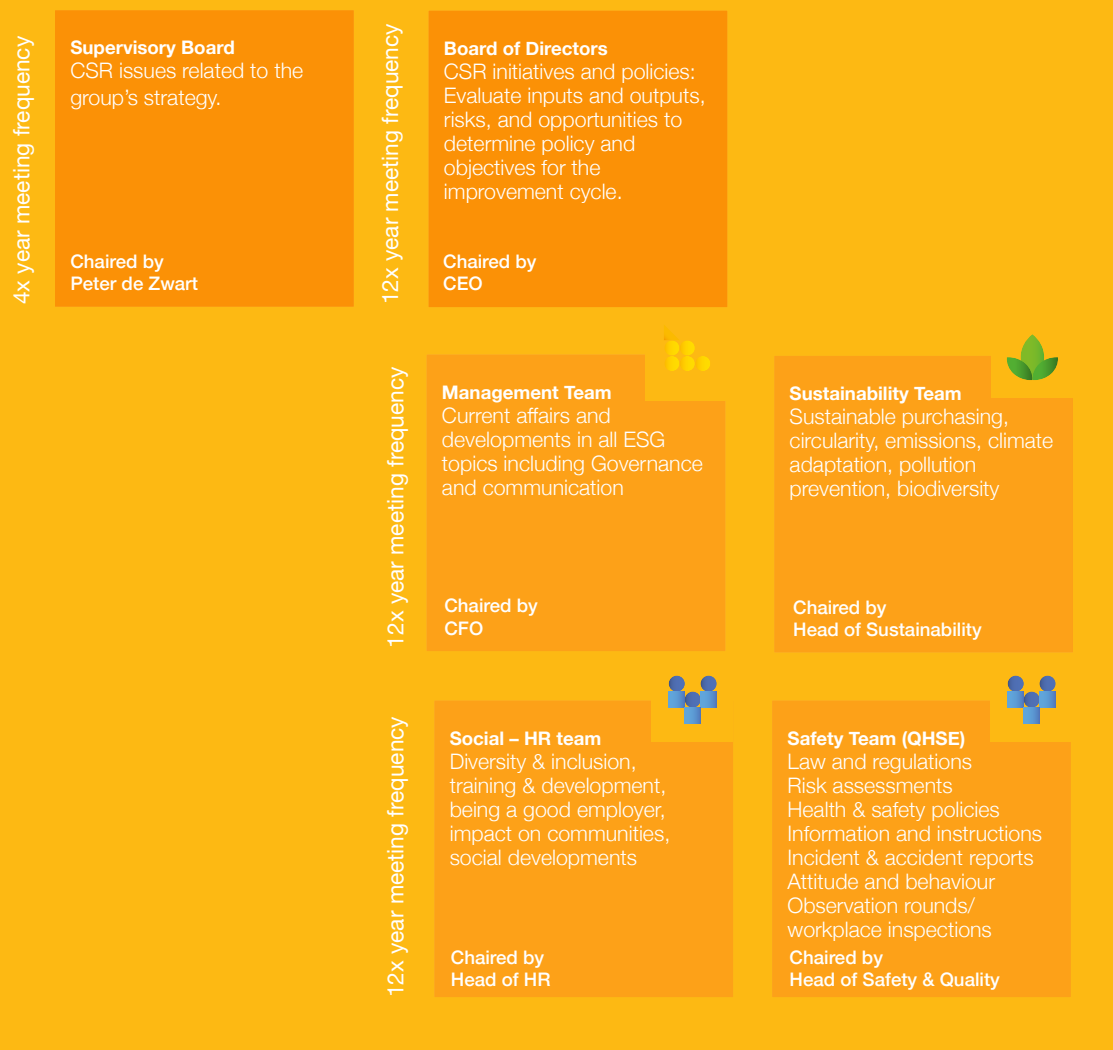 4x year meeting frequency
Supervisory Board
CSR issues related to the
group’s strategy.
Chaired by
Peter de Zwart
12x year meeting frequency
Board of Directors
CSR initiatives and policies:
Evaluate inputs and outputs,
risks, and opportunities to
determine policy and
objectives for the
improvement cycle.
Chaired by
CEO
12x year meeting frequency
Management Team
Current affairs and
developments in all ESG
topics including Governance
and communication
Chaired by
CFO
Sustainability Team
Sustainable purchasing,
circularity, emissions, climate
adaptation, pollution
prevention, biodiversity
Chaired by
Head of Sustainability
12x year meeting frequency
Social – HR team
Diversity & inclusion,
training & development,
being a good employer,
impact on communities,
social developments
Chaired by
Head of HR
Safety Team (QHSE)
Law and regulations
Risk assessments
Health & safety policies
Information and instructions
Incident & accident reports
Attitude and behaviour
Observation rounds/
workplace inspections
Chaired by
Head of Safety & Quality